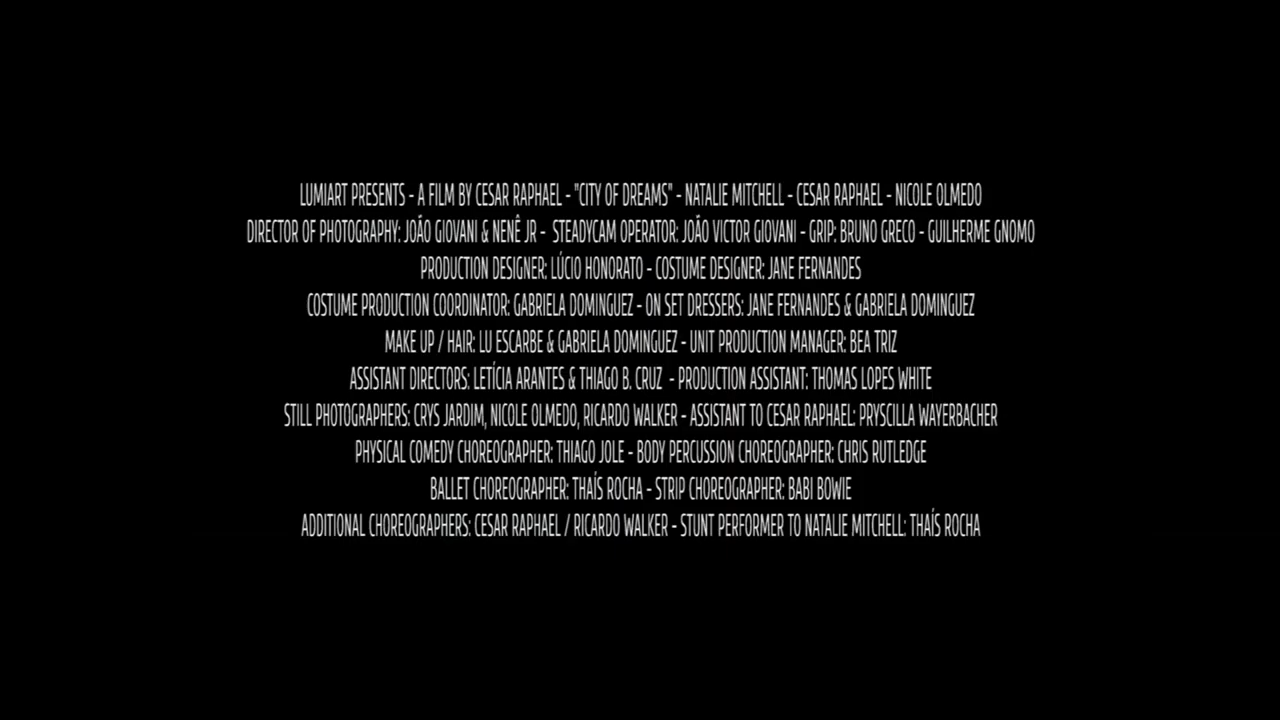 LUMIART PRESENTS - A FILM BY CESAR RAPHAEL - "CITY OF DREAMS" - NATALIE MITCHELL - CESAR RAPHAEL - NICOLE OLMEDO
DIRECTOR OF PHOTOGRAPHY: JOÃO GIOVANI & NENÊ JR - STEADYCAM OPERATOR: JOÃO VICTOR GIOVANI - GRIP: BRUNO GRECO - GUILHERME GNOMO
PRODUCTION DESIGNER: LÚCIO HONORATO - COSTUME DESIGNER: JANE FERNANDES
COSTUME PRODUCTION COORDINATOR: GABRIELA DOMINGUEZ - ON SET DRESSERS: JANE FERNANDES & GABRIELA DOMINGUEZ
MAKE UP / HAIR: LU ESCARBE & GABRIELA DOMINGUEZ - UNIT PRODUCTION MANAGER: BEA TRIZ
ASSISTANT DIRECTORS: LETÍCIA ARANTES & THIAGO B. CRUZ - PRODUCTION ASSISTANT: THOMAS LOPES WHITE
STILL PHOTOGRAPHERS: CRYS JARDIM, NICOLE OLMEDO, RICARDO WALKER - ASSISTANT TO CESAR RAPHAEL: PRYSCILLA WAYERBACHER
PHYSICAL COMEDY CHOREOGRAPHER: THIAGO JOLE - BODY PERCUSSION CHOREOGRAPHER: CHRIS RUTLEDGE
BALLET CHOREOGRAPHER: THAÍS ROCHA - STRIP CHOREOGRAPHER: BABI BOWIE
ADDITIONAL CHOREOGRAPHERS: CESAR RAPHAEL / RICARDO WALKER - STUNT PERFORMER TO NATALIE MITCHELL: THAÍS ROCHA